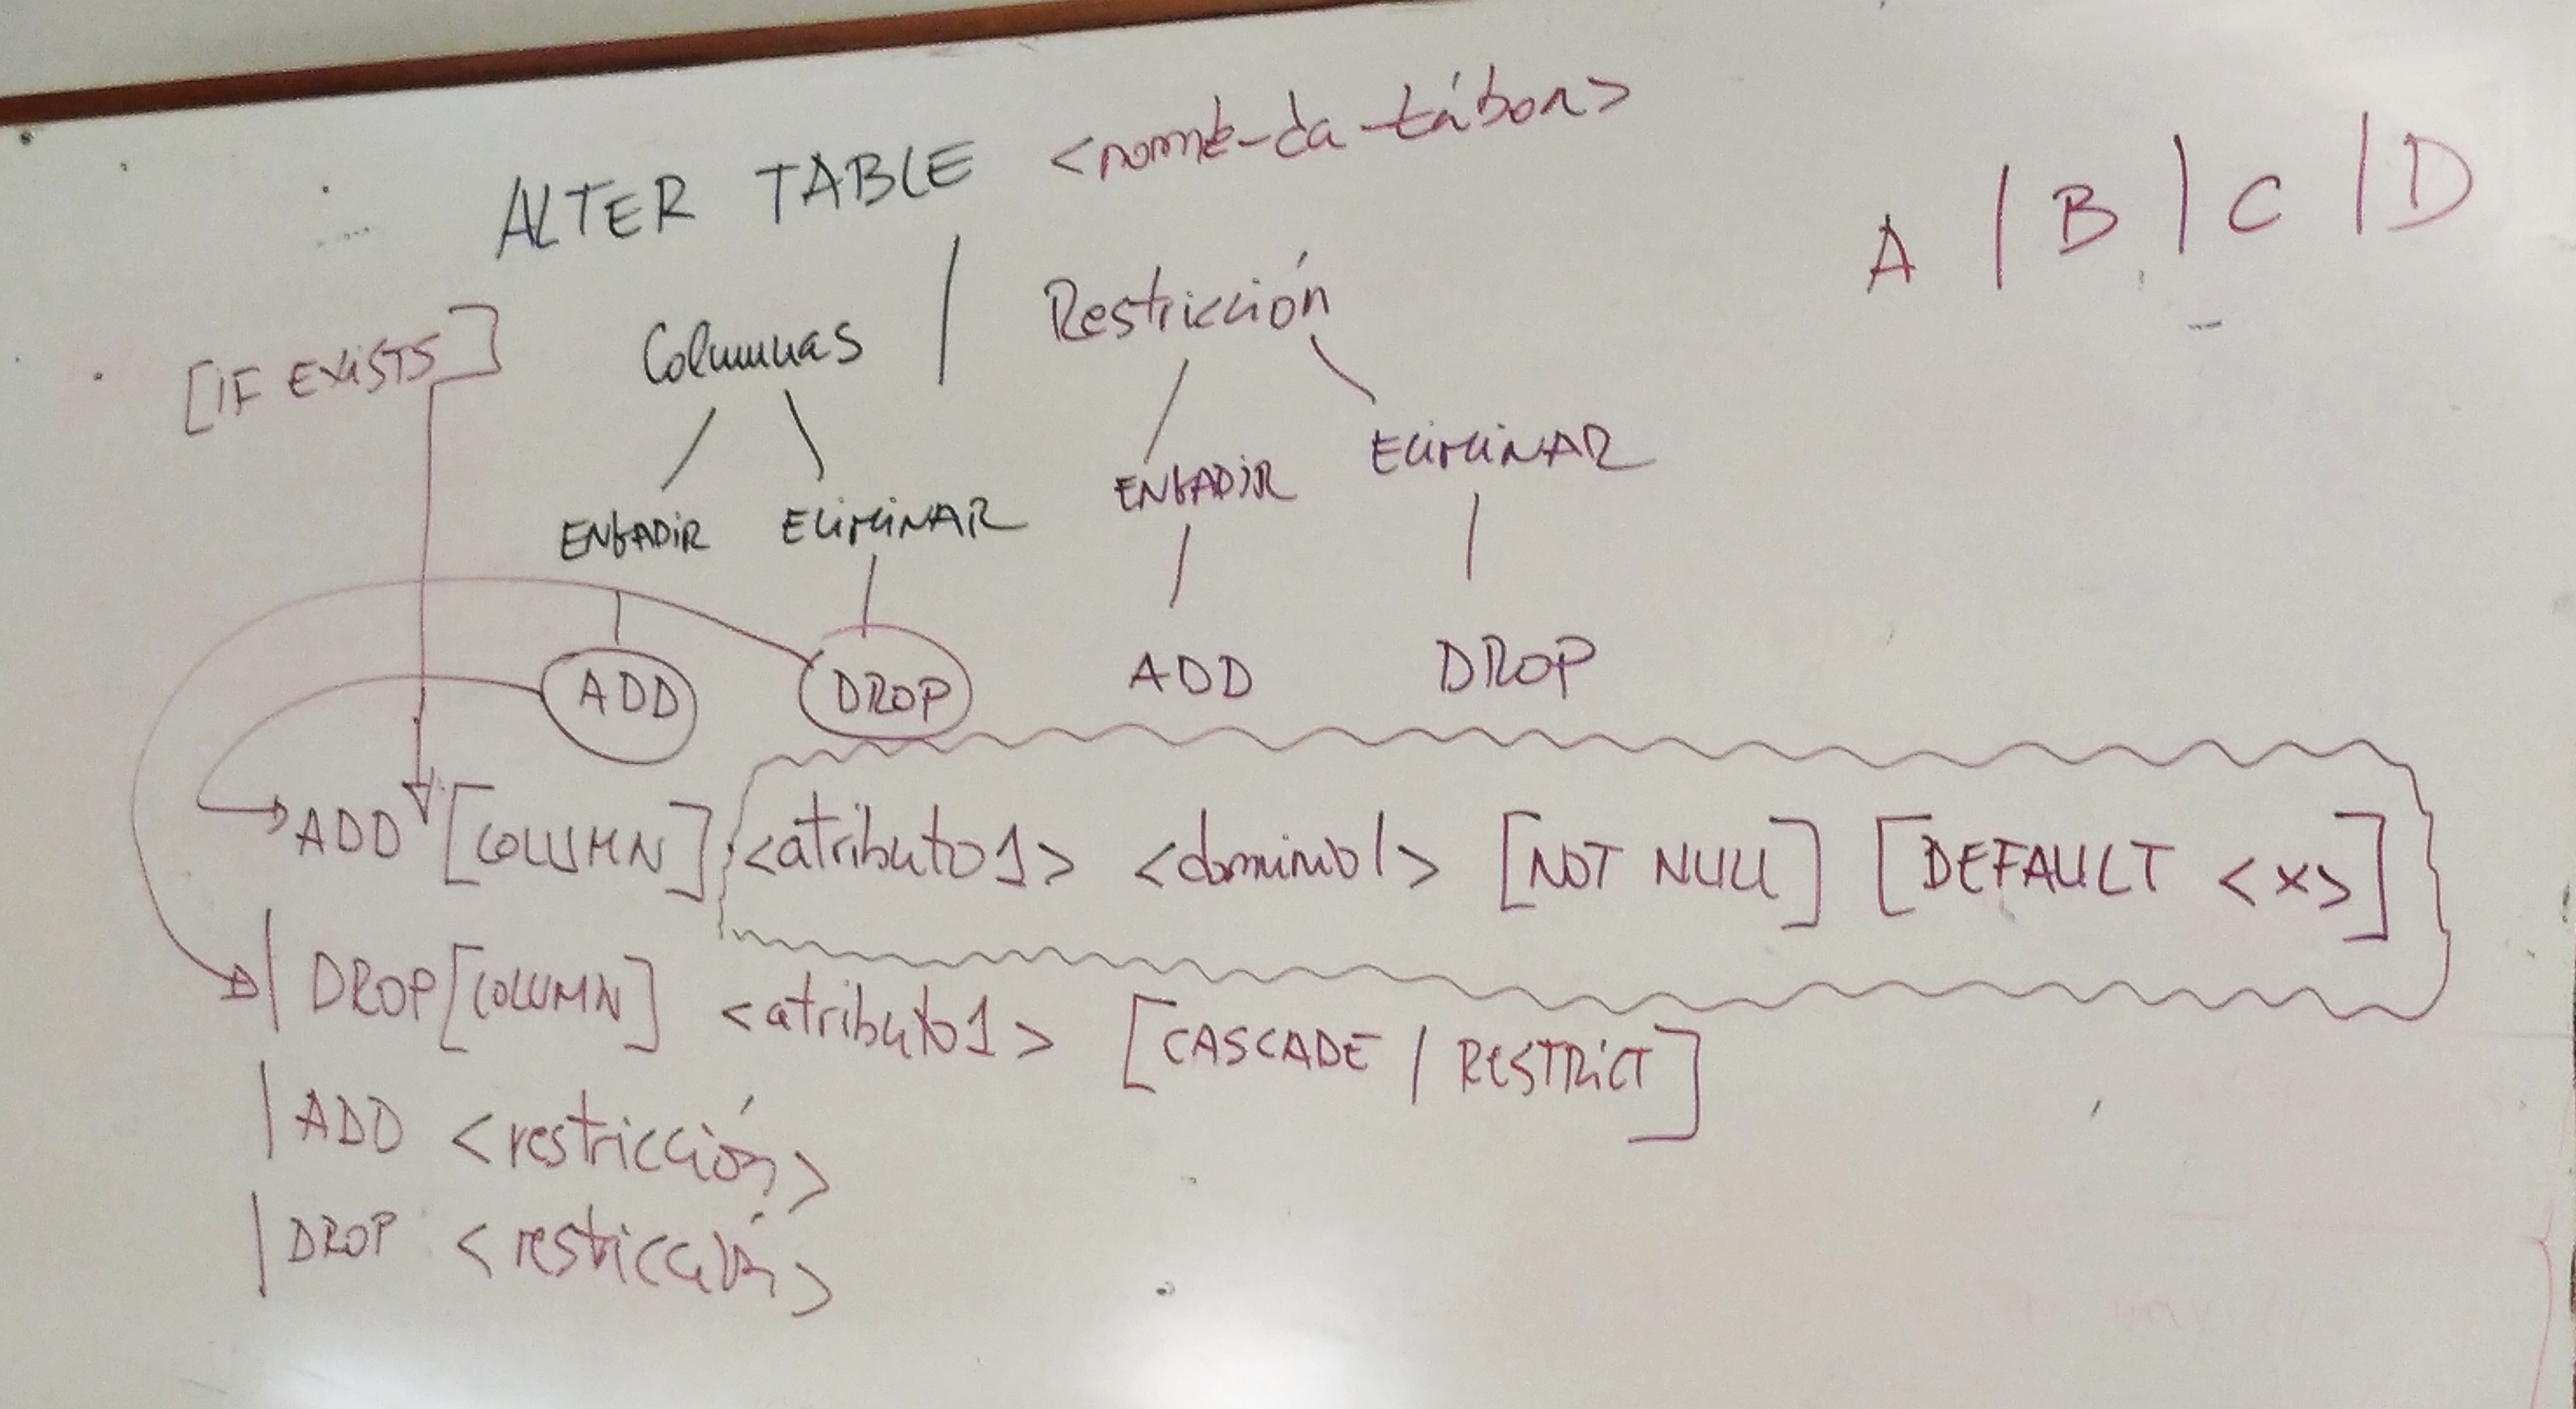 ALTER TABLE <nome-da-táboa>
A | B | C | D
[IF EXISTS]
Columnas | Restricción
ENGADIR ELIMINAR ENGADIR ELIMINAR
ADD DROP ADD DROP
ADD [COLUMN] <atributo1> <dominio1> [NOT NULL] [DEFAULT <x>]
| DROP [COLUMN] <atributo1> [CASCADE / RESTRICT]
| ADD <restricción>
| DROP <restricción>